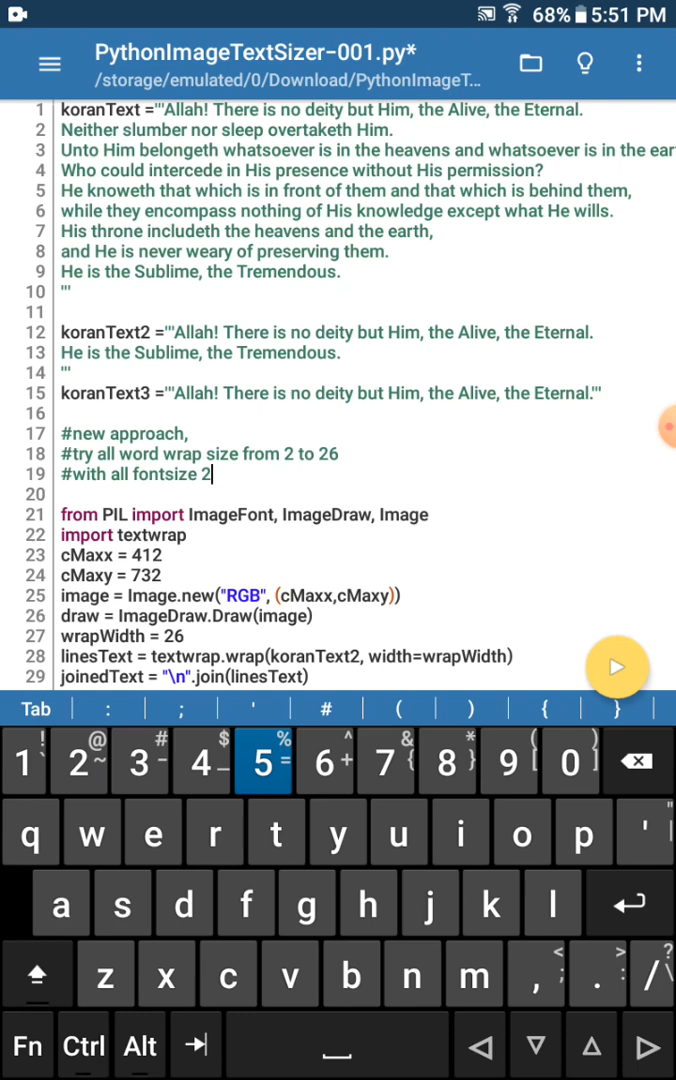 68% 5:51 PM
PythonImageTextSizer-001.py*
/storage/emulated/0/Download/PythonImageT...
1 koranText ='''Allah! There is no deity but Him, the Alive, the Eternal.
2 Neither slumber nor sleep overtaketh Him.
3 Unto Him belongeth whatsoever is in the heavens and whatsoever is in the ear
4 Who could intercede in His presence without His permission?
5 He knoweth that which is in front of them and that which is behind them,
6 while they encompass nothing of His knowledge except what He wills.
7 His throne includeth the heavens and the earth,
8 and He is never weary of preserving them.
9 He is the Sublime, the Tremendous.
10 '''
11
12 koranText2 ='''Allah! There is no deity but Him, the Alive, the Eternal.
13 He is the Sublime, the Tremendous.
14 '''
15 koranText3 ='''Allah! There is no deity but Him, the Alive, the Eternal.'''
16
17 #new approach,
18 #try all word wrap size from 2 to 26
19 #with all fontsize 2
20
21 from PIL import ImageFont, ImageDraw, Image
22 import textwrap
23 cMaxx = 412
24 cMaxy = 732
25 image = Image.new("RGB", (cMaxx,cMaxy))
26 draw = ImageDraw.Draw(image)
27 wrapWidth = 26
28 linesText = textwrap.wrap(koranText2, width=wrapWidth)
29 joinedText = "\n".join(linesText)
Tab : ; ' # ( ) { }
1 ! ` 2 @ ~ 3 # - 4 $ _ 5 % = 6 ^ + 7 & { 8 * } 9 ( [ 0 ) ]
q w e r t y u i o p ' " |
a s d f g h j k l
z x c v b n m , < ; . > : / ? \
Fn Ctrl Alt